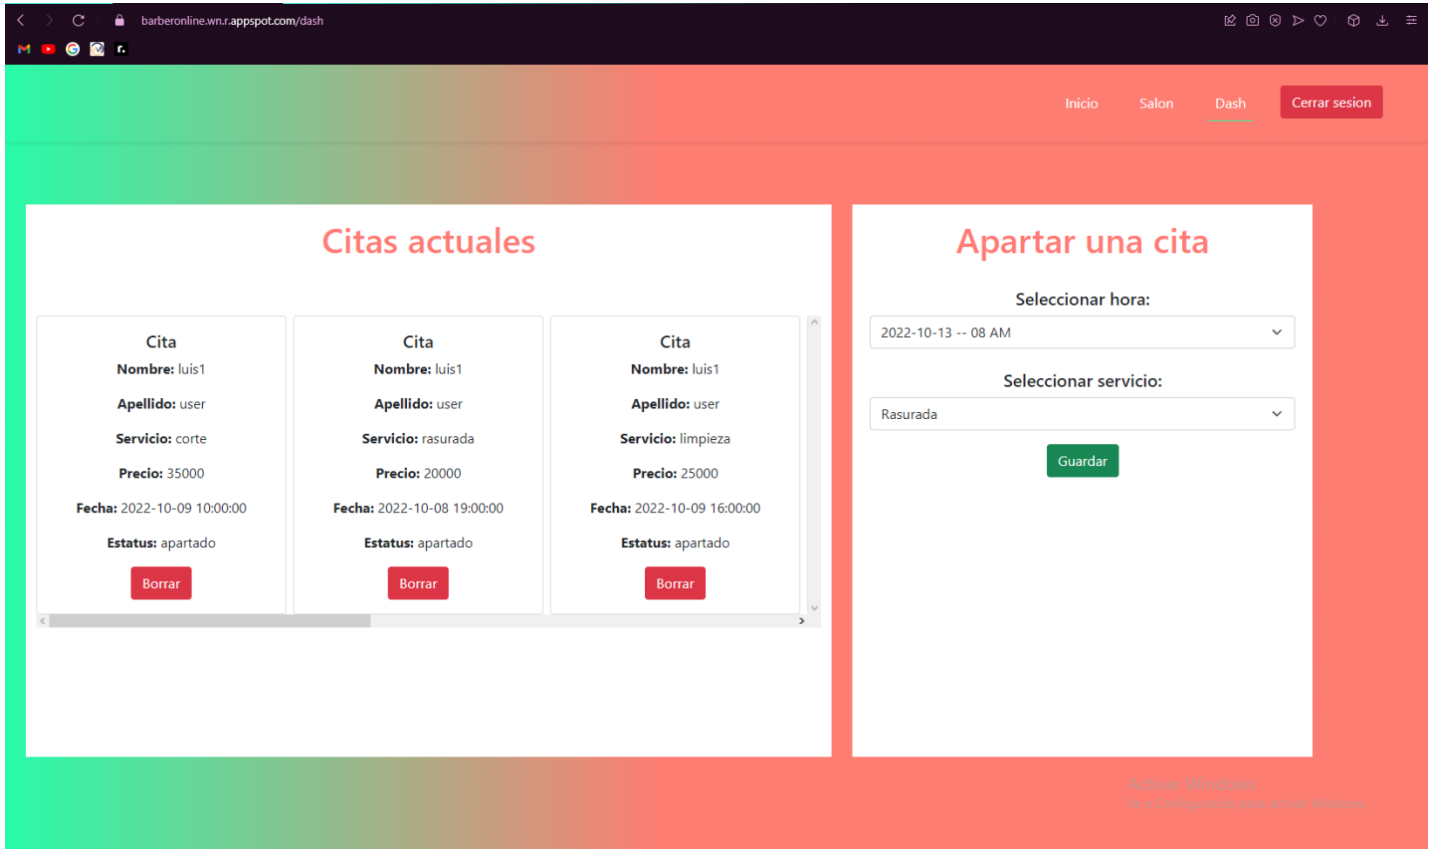 barberonline.wn.r.appspot.com/dash
Inicio Salon Dash Cerrar sesion
Citas actuales
Cita
Nombre: luis1
Apellido: user
Servicio: corte
Precio: 35000
Fecha: 2022-10-09 10:00:00
Estatus: apartado
Borrar
Cita
Nombre: luis1
Apellido: user
Servicio: rasurada
Precio: 20000
Fecha: 2022-10-08 19:00:00
Estatus: apartado
Borrar
Cita
Nombre: luis1
Apellido: user
Servicio: limpieza
Precio: 25000
Fecha: 2022-10-09 16:00:00
Estatus: apartado
Borrar
Apartar una cita
Seleccionar hora:
2022-10-13 -- 08 AM
Seleccionar servicio:
Rasurada
Guardar
Activar Windows